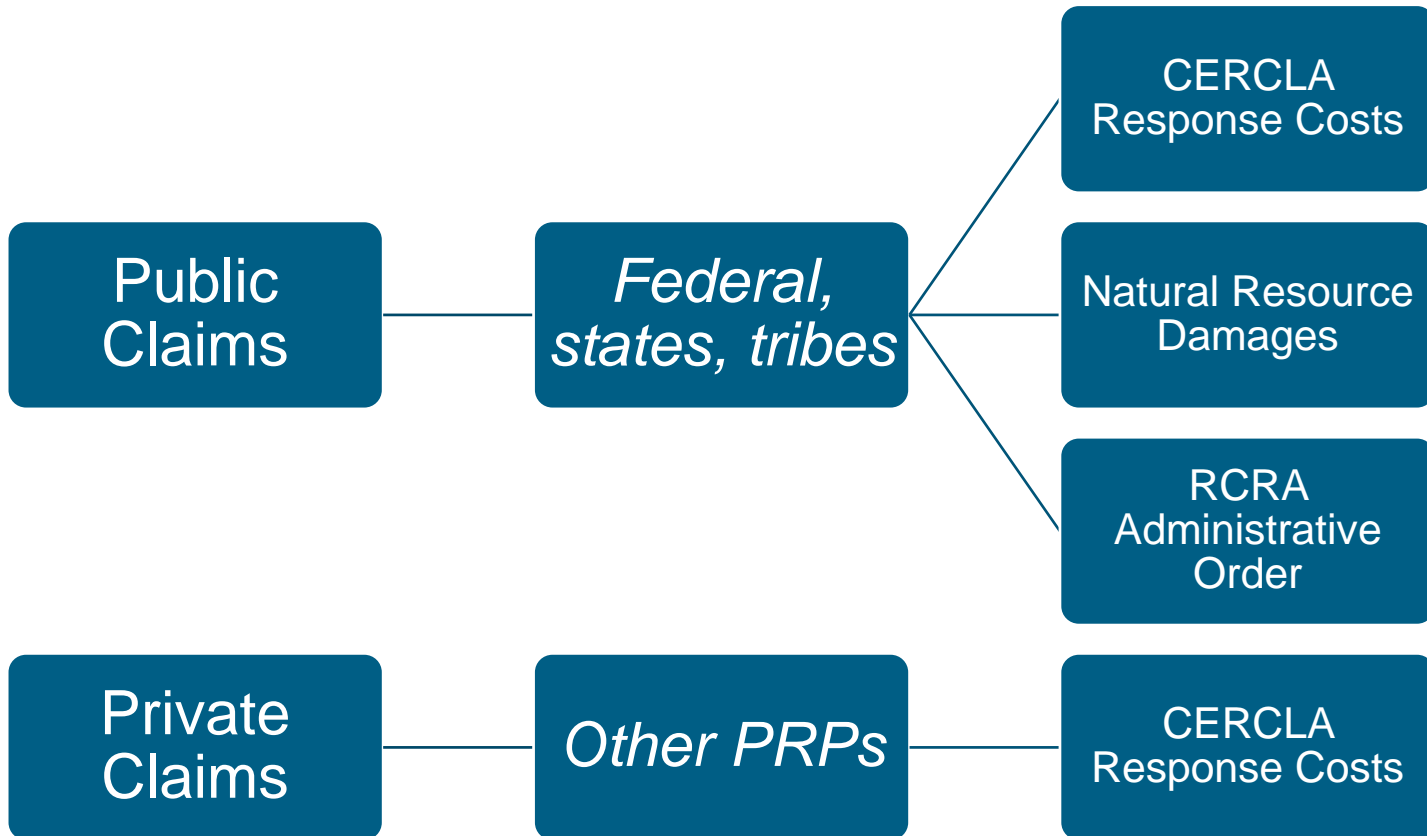 Public
Claims
Federal,
states, tribes
CERCLA
Response Costs
Natural Resource
Damages
RCRA
Administrative
Order
Private
Claims
Other PRPs
CERCLA
Response Costs